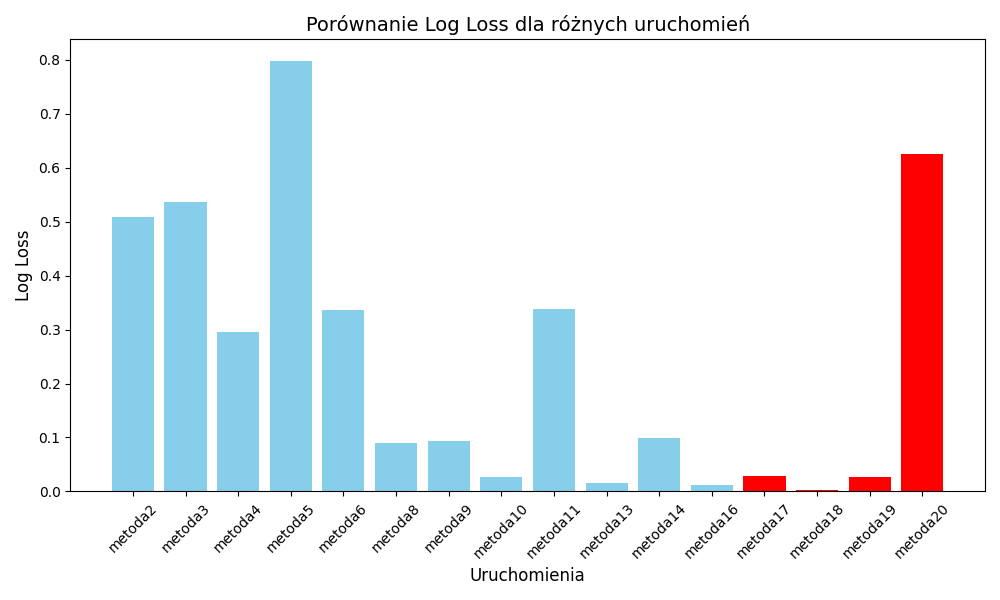 Porównanie Log Loss dla różnych uruchomień
Log Loss
0.8
0.7
0.6
0.5
0.4
0.3
0.2
0.1
0.0
metoda2
metoda3
metoda4
metoda5
metoda6
metoda8
metoda9
metoda10
metoda11
metoda13
metoda14
metoda16
metoda17
metoda18
metoda19
metoda20
Uruchomienia